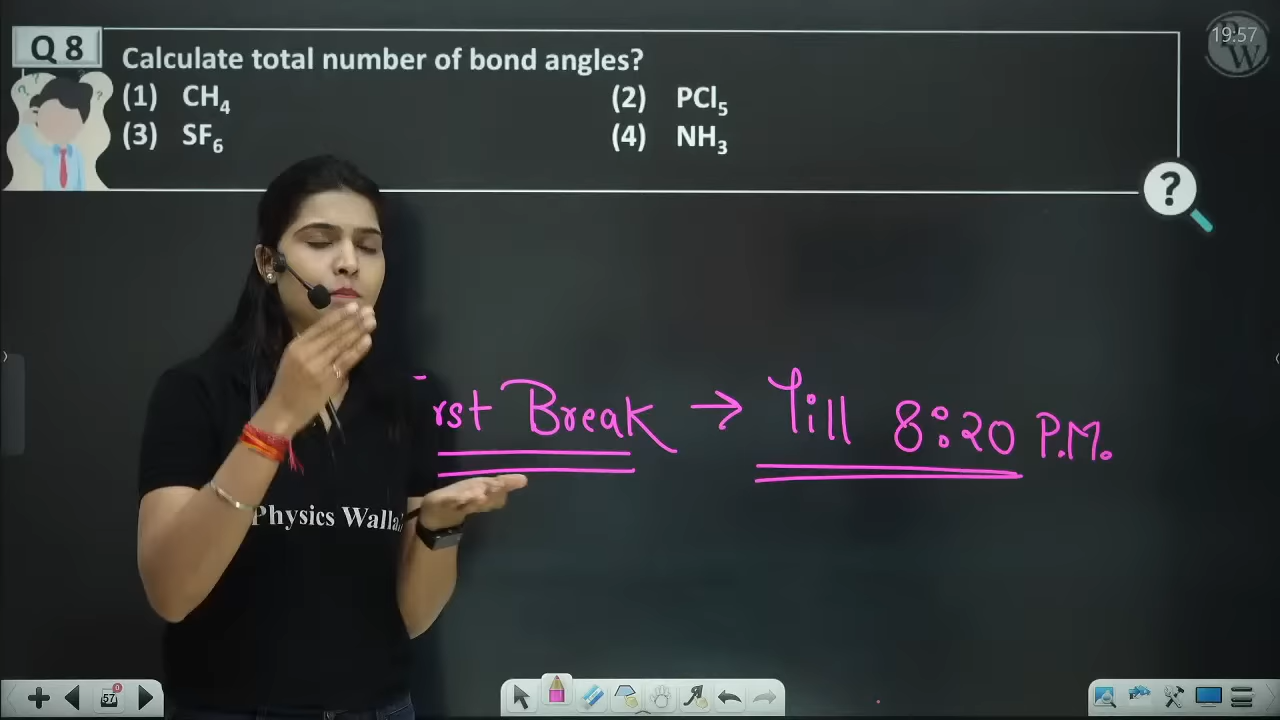 19:57
Q 8
Calculate total number of bond angles?
(1) CH₄ (2) PCl₅
(3) SF₆ (4) NH₃
?
rst Break → Till 8:20 P.M.
Physics Walla
57